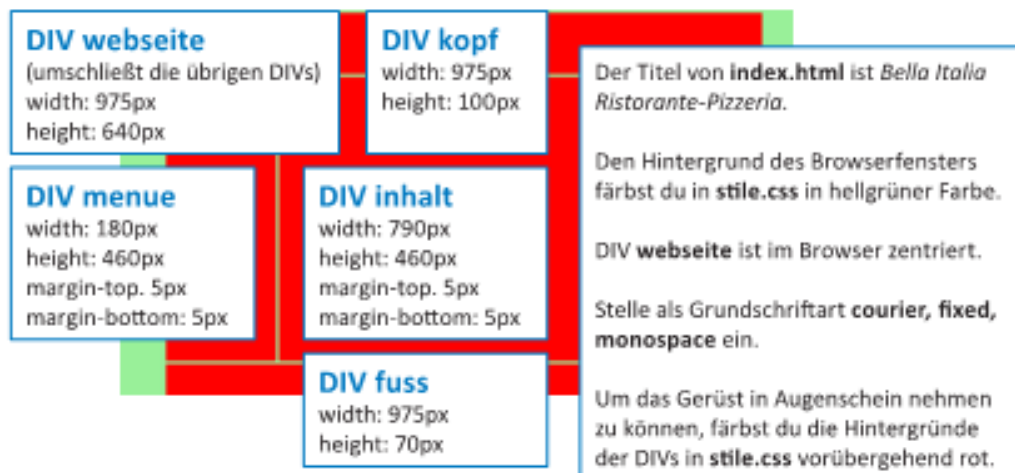 DIV webseite
(umschließt die übrigen DIVs)
width: 975px
height: 640px
DIV kopf
width: 975px
height: 100px
DIV menue
width: 180px
height: 460px
margin-top. 5px
margin-bottom: 5px
DIV inhalt
width: 790px
height: 460px
margin-top. 5px
margin-bottom: 5px
DIV fuss
width: 975px
height: 70px
Der Titel von index.html ist Bella Italia
Ristorante-Pizzeria.
Den Hintergrund des Browserfensters
färbst du in stile.css in hellgrüner Farbe.
DIV webseite ist im Browser zentriert.
Stelle als Grundschriftart courier, fixed,
monospace ein.
Um das Gerüst in Augenschein nehmen
zu können, färbst du die Hintergründe
der DIVs in stile.css vorübergehend rot.